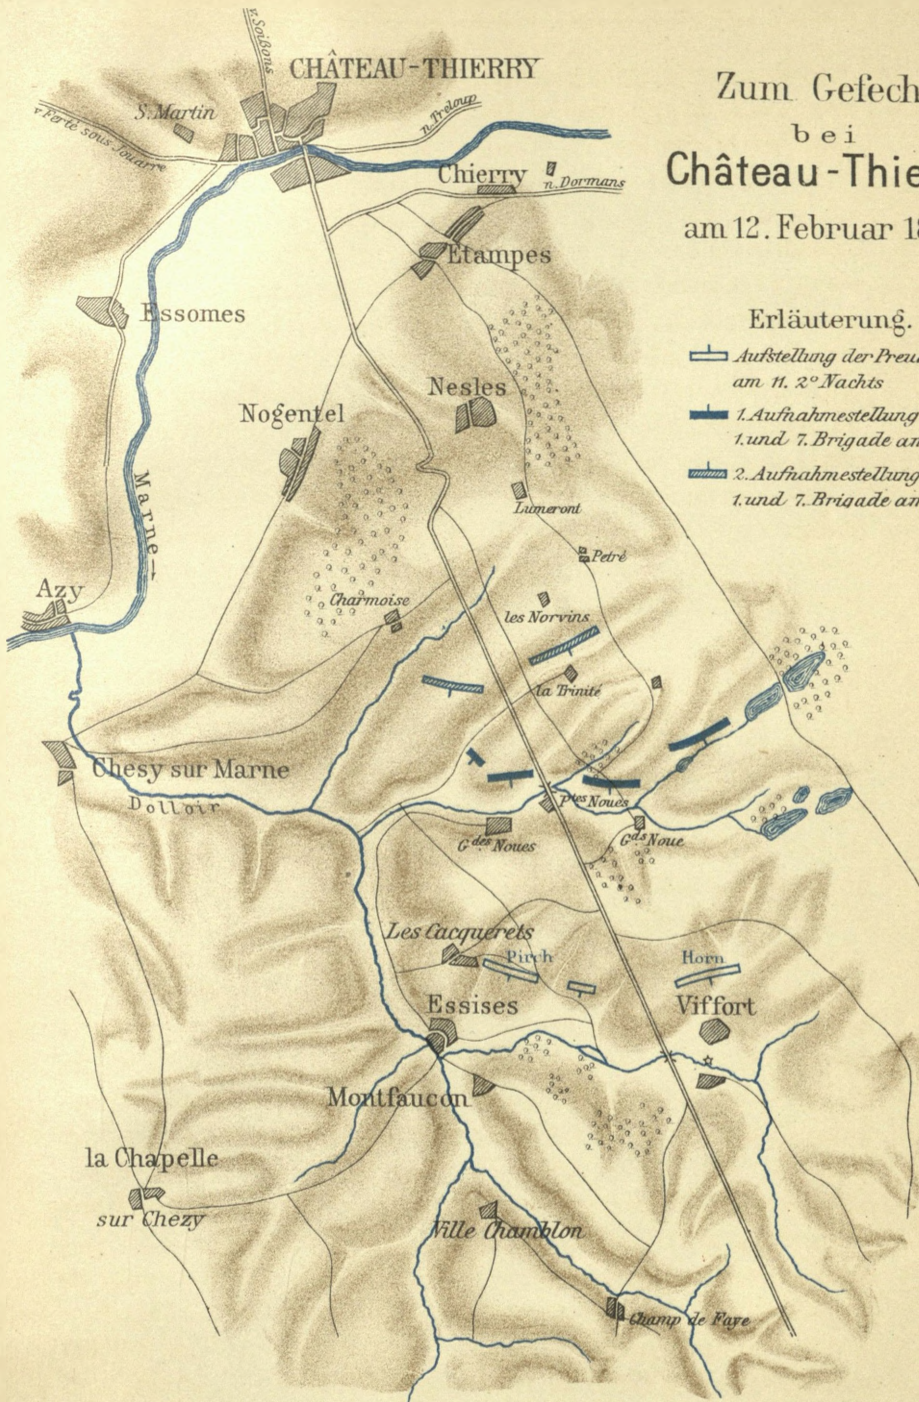 v. Soißons
CHÂTEAU-THIERRY
Zum Gefech
bei
Château-Thie
am 12. Februar 18
Erläuterung.
Aufstellung der Preu
am 11. 2° Nachts
1. Aufnahmestellung
1. und 7. Brigade am
2. Aufnahmestellung
1. und 7. Brigade am
S. Martin
n. Treloup
v. Ferté sous Jouarre
Chierry
n. Dormans
Etampes
Essomes
Nesles
Nogentel
Marne
Lumeront
Petré
Azy
Charmoise
les Norvins
la Trinité
Chesy sur Marne
Dolloir
Ptes Noues
Gdes Noues
Gds Noue
Les Cacquerets
Pirch
Horn
Essises
Viffort
Montfaucon
la Chapelle
sur Chezy
Ville Chamblon
Champ de Faye